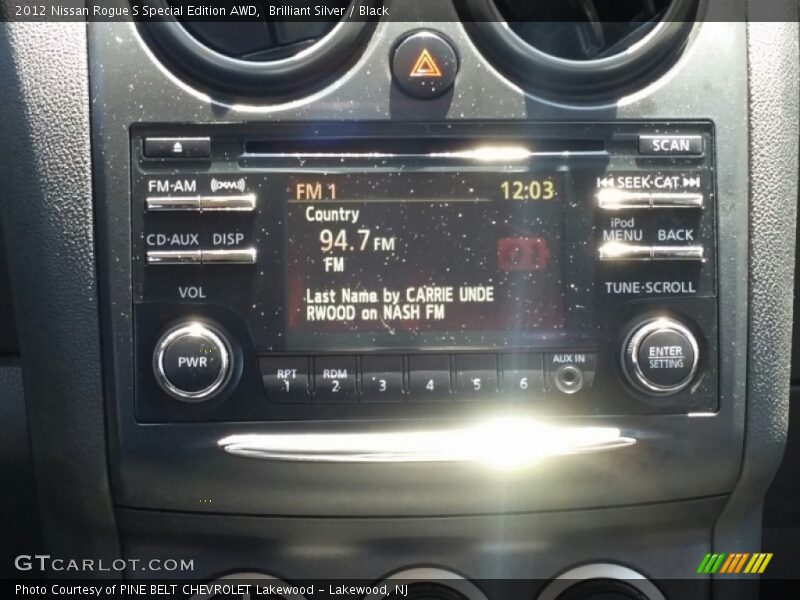 2012 Nissan Rogue S Special Edition AWD, Brilliant Silver / Black
SCAN
FM·AM
FM 1
12:03
SEEK·CAT
Country
94.7 FM
FM
CD·AUX DISP
iPod
MENU BACK
VOL
Last Name by CARRIE UNDE
RWOOD on NASH FM
TUNE·SCROLL
PWR
ENTER
SETTING
RPT
1
RDM
2
3
4
5
6
AUX IN
GTCARLOT.COM
Photo Courtesy of PINE BELT CHEVROLET Lakewood - Lakewood, NJ